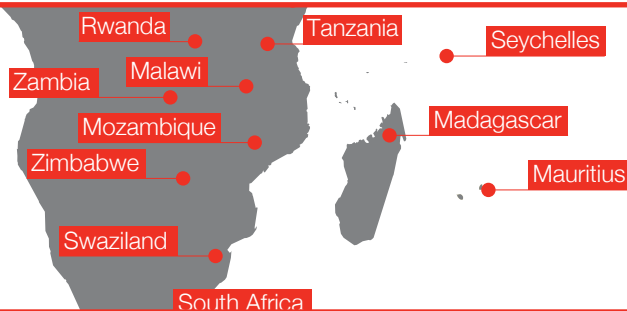 Rwanda
Tanzania
Seychelles
Malawi
Zambia
Mozambique
Madagascar
Zimbabwe
Mauritius
Swaziland
South Africa